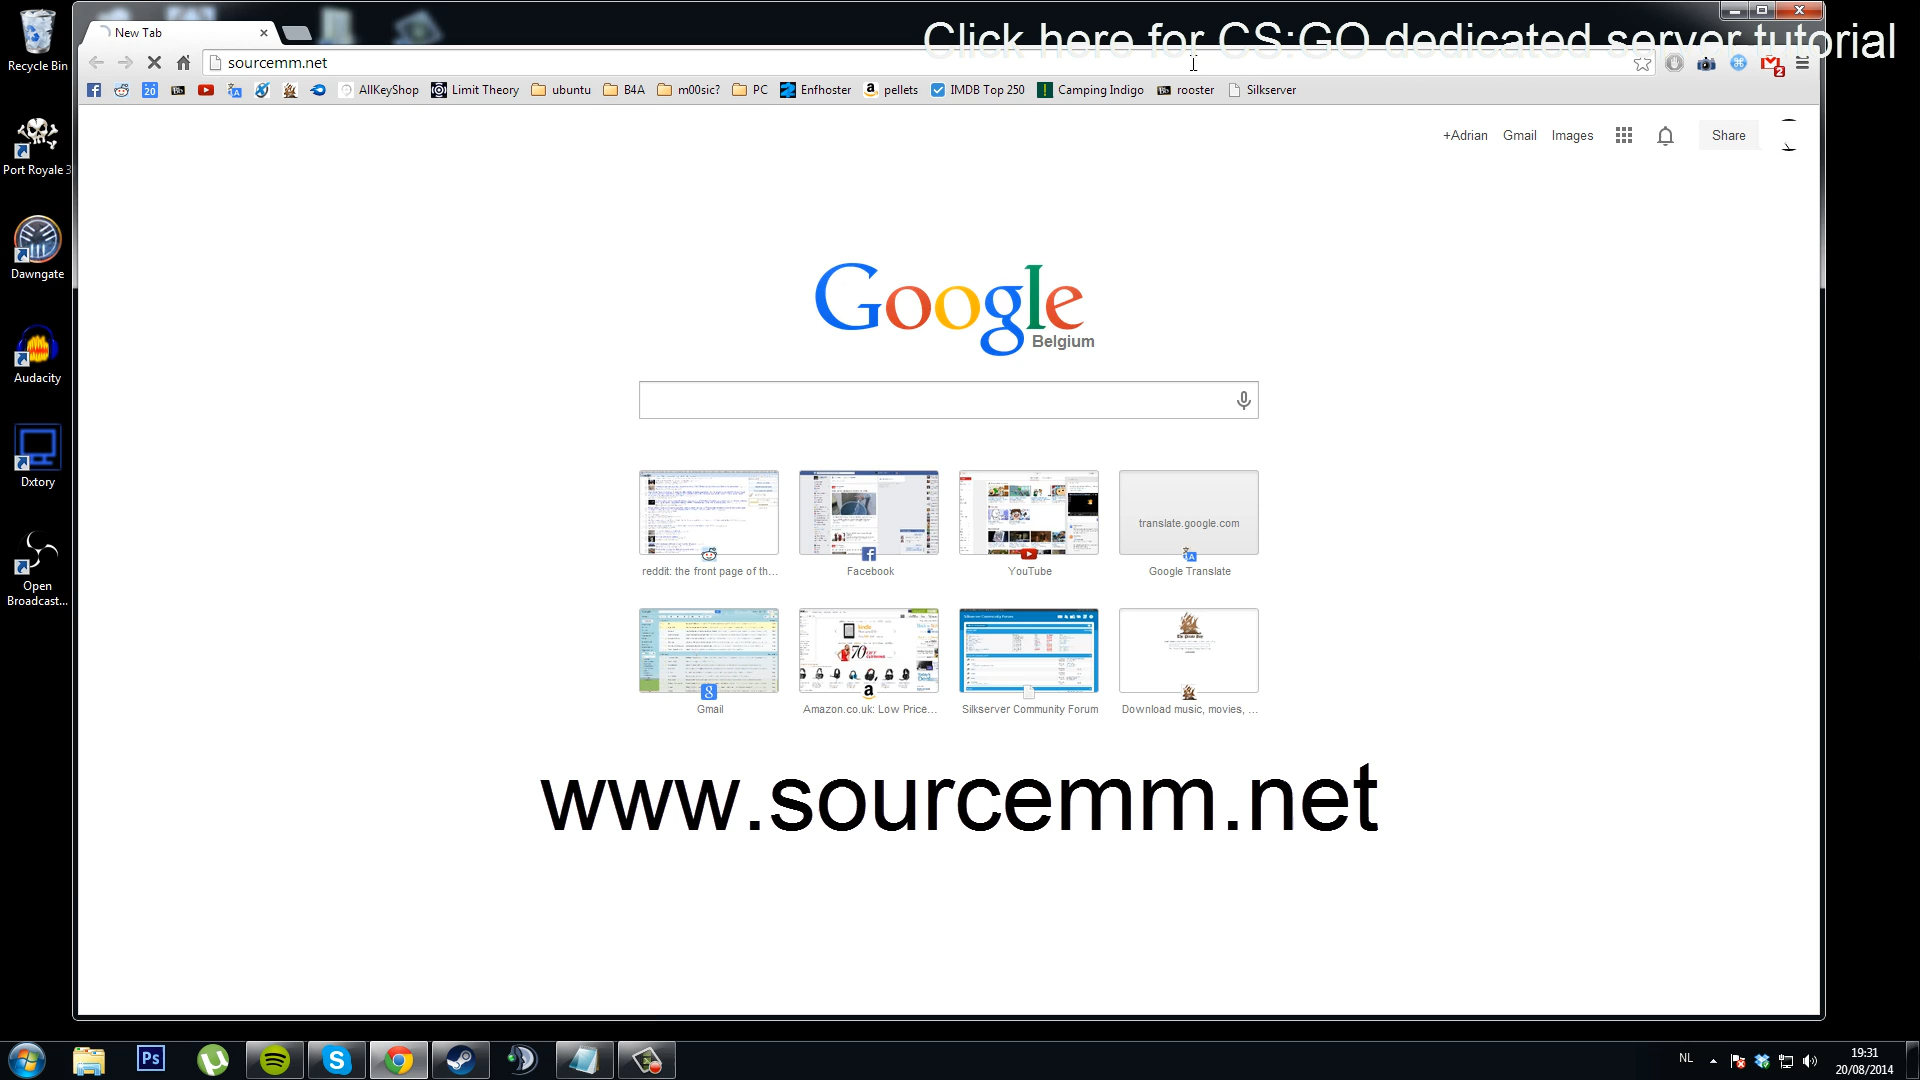 Click here for CS:GO dedicated server tutorial
Recycle Bin
New Tab
sourcemm.net
AllKeyShop
Limit Theory
ubuntu
B4A
m00sic?
PC
Enfhoster
pellets
IMDB Top 250
Camping Indigo
rooster
Silkserver
+Adrian
Gmail
Images
Share
Port Royale 3
Dawngate
Audacity
Dxtory
Open
Broadcast...
Google
Belgium
translate.google.com
reddit: the front page of th...
Facebook
YouTube
Google Translate
Gmail
Amazon.co.uk: Low Price...
Silkserver Community Forum
Download music, movies, ...
www.sourcemm.net
Ps
NL
19:31
20/08/2014